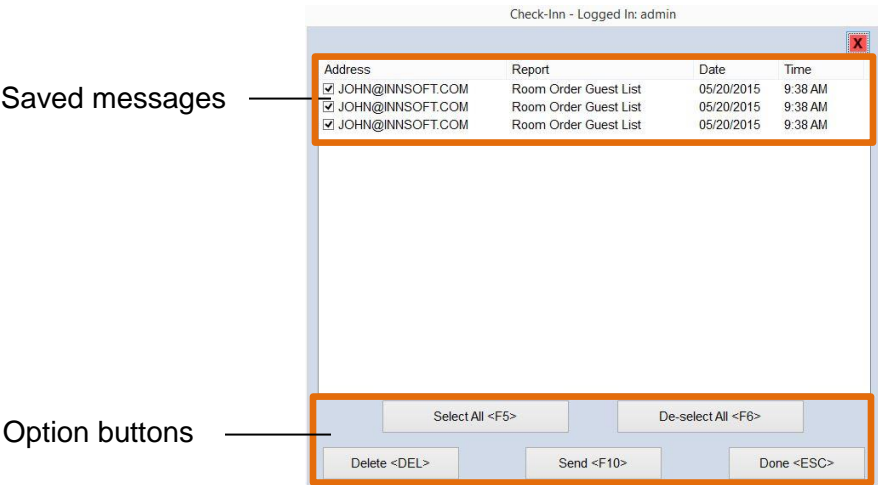 Check-Inn - Logged In: admin
X
Address Report Date Time
Saved messages
JOHN@INNSOFT.COM Room Order Guest List 05/20/2015 9:38 AM
JOHN@INNSOFT.COM Room Order Guest List 05/20/2015 9:38 AM
JOHN@INNSOFT.COM Room Order Guest List 05/20/2015 9:38 AM
Select All <F5> De-select All <F6>
Option buttons
Delete <DEL> Send <F10> Done <ESC>